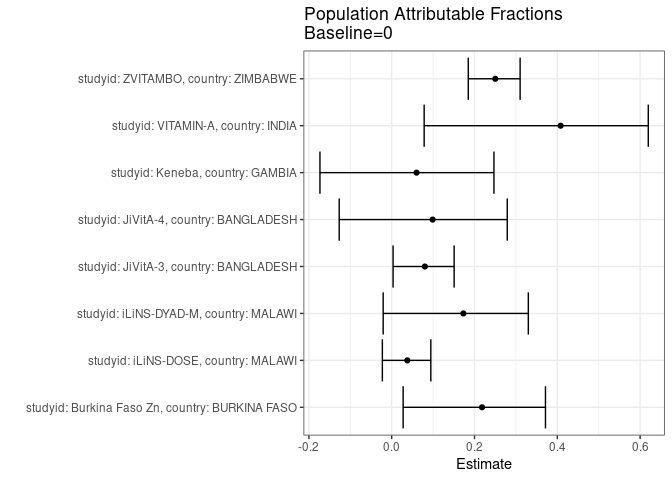 Population Attributable Fractions
Baseline=0
studyid: ZVITAMBO, country: ZIMBABWE
studyid: VITAMIN-A, country: INDIA
studyid: Keneba, country: GAMBIA
studyid: JiVitA-4, country: BANGLADESH
studyid: JiVitA-3, country: BANGLADESH
studyid: iLiNS-DYAD-M, country: MALAWI
studyid: iLiNS-DOSE, country: MALAWI
studyid: Burkina Faso Zn, country: BURKINA FASO
-0.2 0.0 0.2 0.4 0.6
Estimate